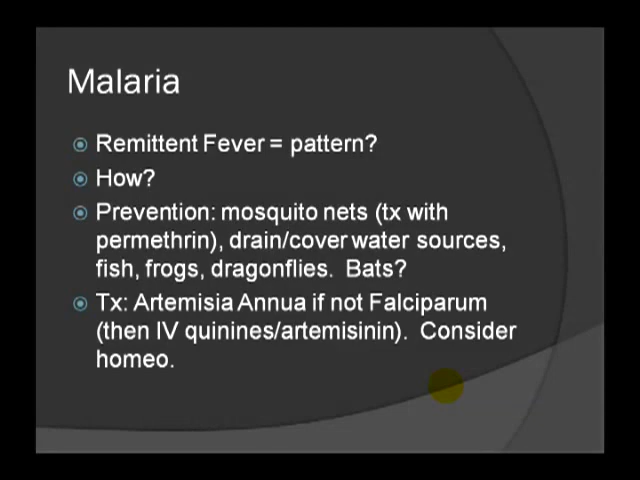 Malaria
Remittent Fever = pattern?
How?
Prevention: mosquito nets (tx with
permethrin), drain/cover water sources,
fish, frogs, dragonflies. Bats?
Tx: Artemisia Annua if not Falciparum
(then IV quinines/artemisinin). Consider
homeo.